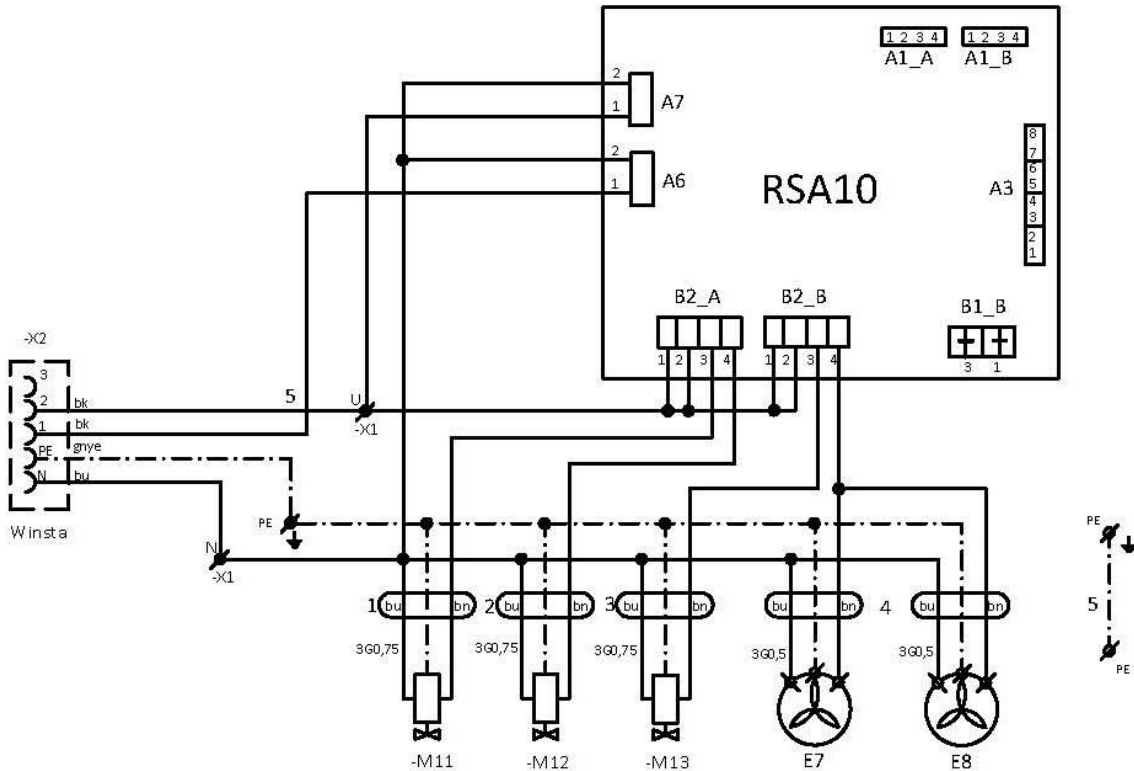 1 2 3 4
1 2 3 4
A1_A
A1_B
2
A7
1
2
A6
1
RSA10
8
7
6
5
A3
4
3
2
1
B2_A
B2_B
B1_B
1 2 3 4
1 2 3 4
3 1
-X2
3
2 bk
5
U
-X1
1 bk
PE gnye
N bu
Winsta
PE
N
-X1
PE
1 bu bn
2 bu bn
3 bu bn
bu bn
4
bu bn
5
3G0,75
3G0,75
3G0,75
3G0,5
3G0,5
PE
-M11
-M12
-M13
E7
E8